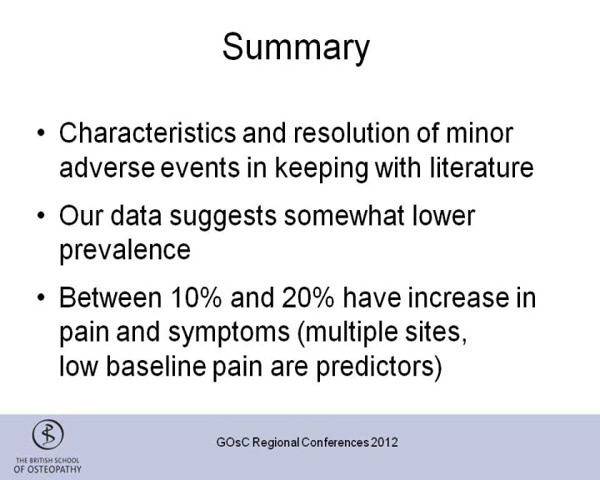 Summary
• Characteristics and resolution of minor
adverse events in keeping with literature
• Our data suggests somewhat lower
prevalence
• Between 10% and 20% have increase in
pain and symptoms (multiple sites,
low baseline pain are predictors)
THE BRITISH SCHOOL
OF OSTEOPATHY
GOsC Regional Conferences 2012